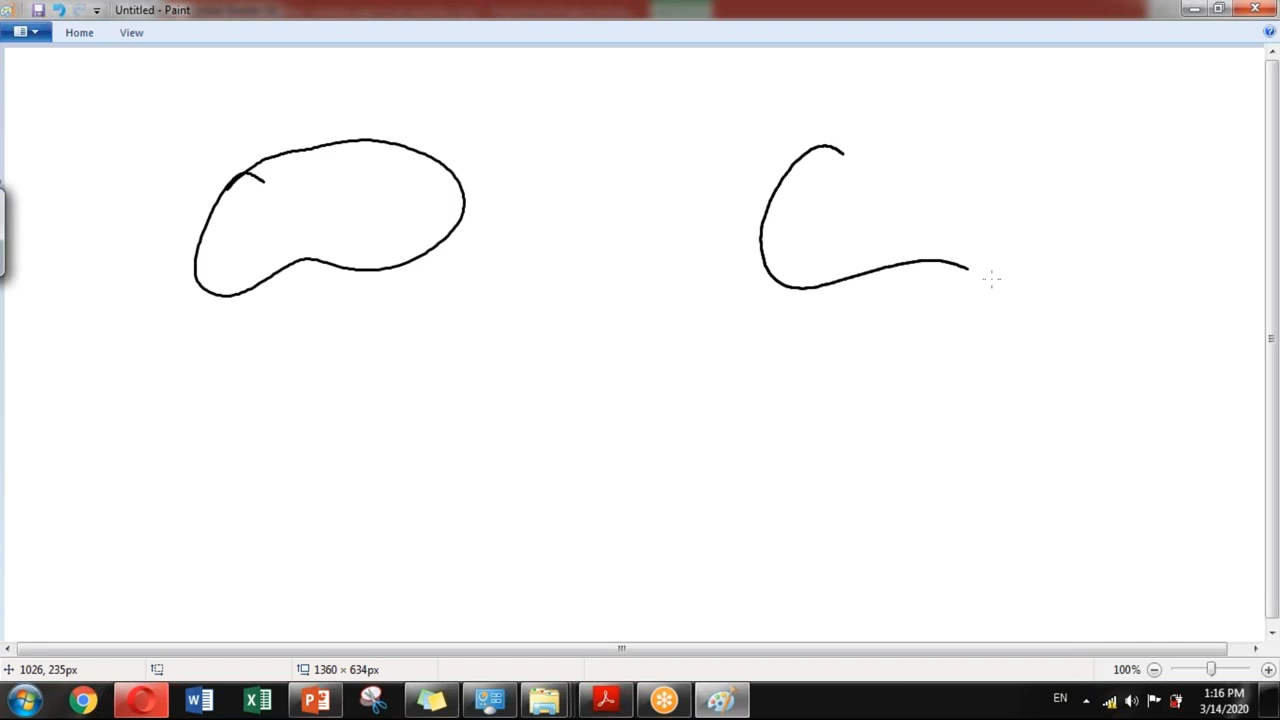 Untitled - Paint
Home View
1026, 235px 1360 × 634px 100%
EN 1:16 PM
3/14/2020